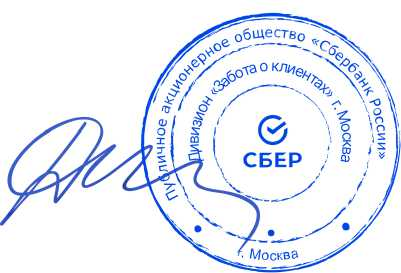 Публичное акционерное общество «Сбербанк России»
Дивизион «Забота о клиентах» г. Москва
СБЕР
г. Москва